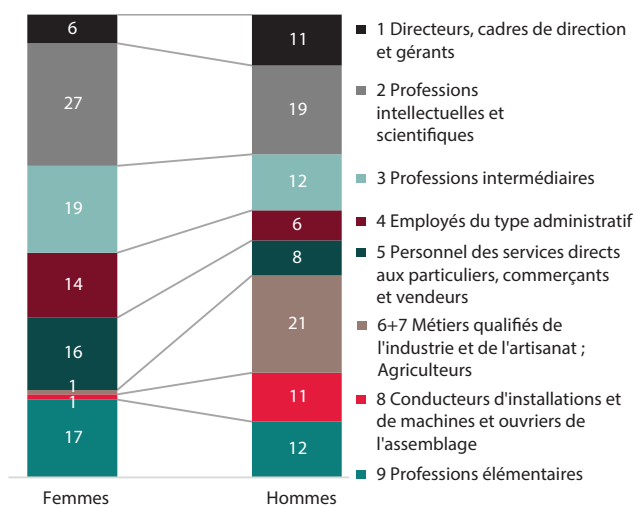 6
27
19
14
16
1
1
17
11
19
12
6
8
21
11
12
Femmes
Hommes
1 Directeurs, cadres de direction
et gérants
2 Professions
intellectuelles et
scientifiques
3 Professions intermédiaires
4 Employés du type administratif
5 Personnel des services directs
aux particuliers, commerçants
et vendeurs
6+7 Métiers qualifiés de
l'industrie et de l'artisanat ;
Agriculteurs
8 Conducteurs d'installations et
de machines et ouvriers de
l'assemblage
9 Professions élémentaires